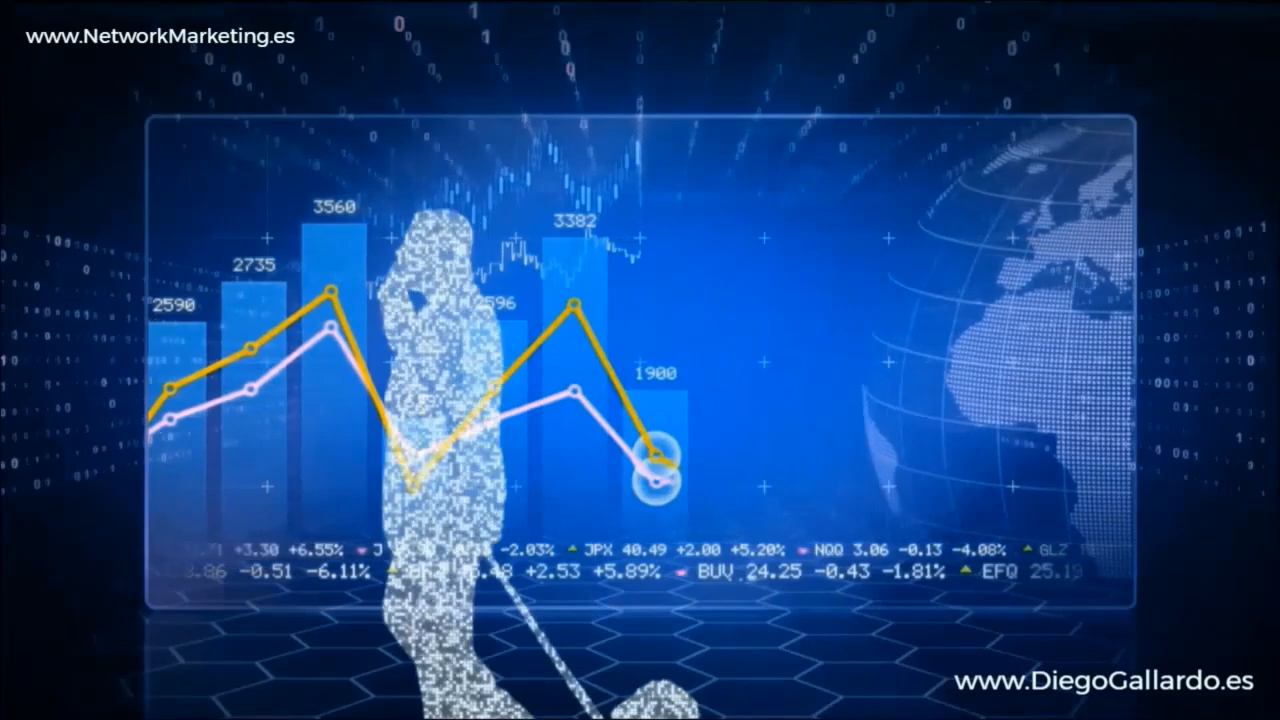 www.NetworkMarketing.es
3560
3382
2735
2590
1900
+3.30 +6.55% -2.03% JPX 40.49 +2.00 +5.20% NQQ 3.06 -0.13 -4.08% GLZ
-0.51 -6.11% +2.53 +5.89% BUV 24.25 -0.43 -1.81% EFQ 25.19
www.DiegoGallardo.es